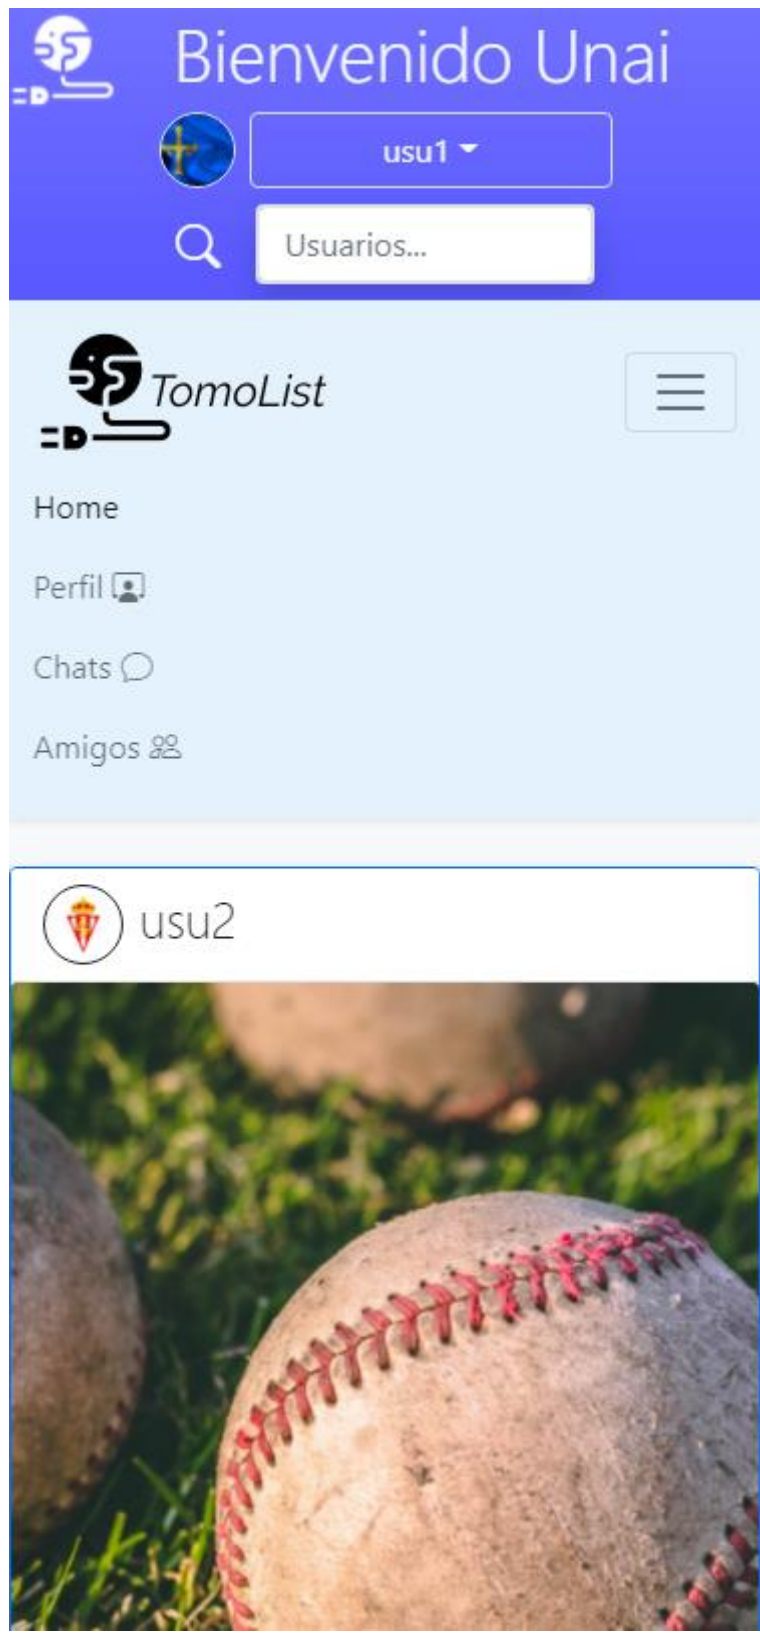 Bienvenido Unai
usu1
Usuarios...
TomoList
Home
Perfil
Chats
Amigos
usu2